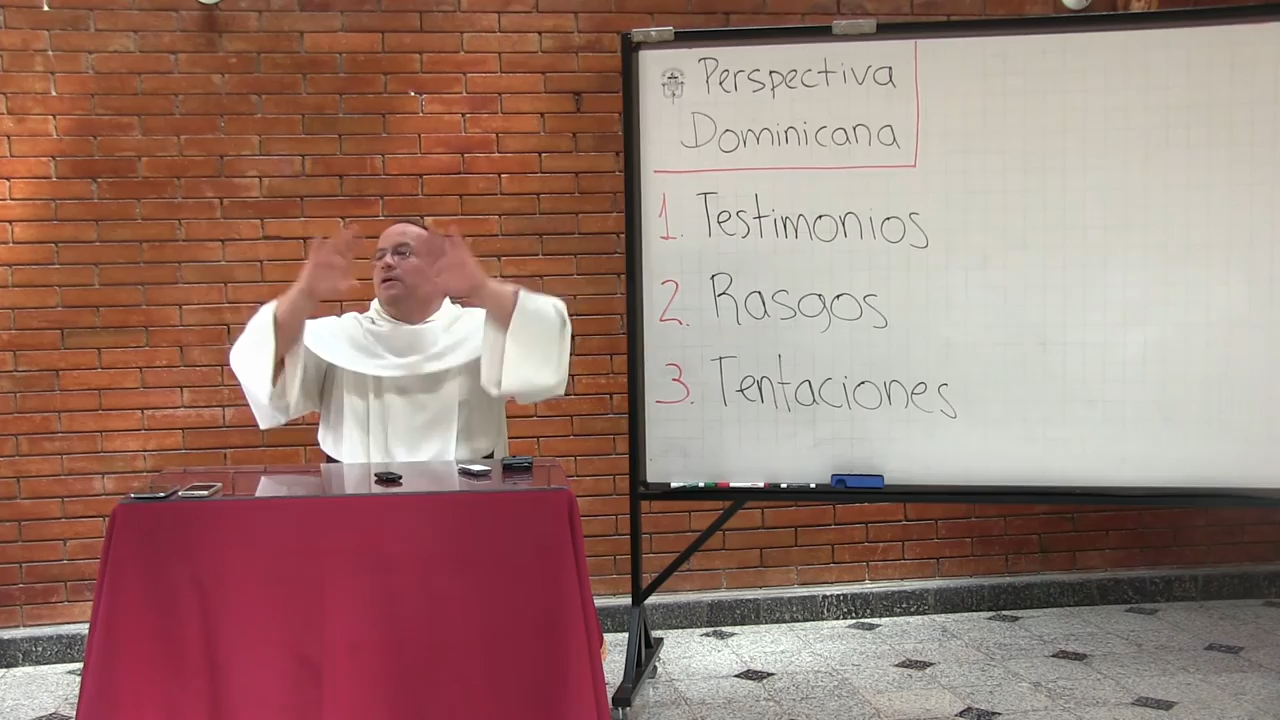 Perspectiva
Dominicana
1. Testimonios
2. Rasgos
3. Tentaciones